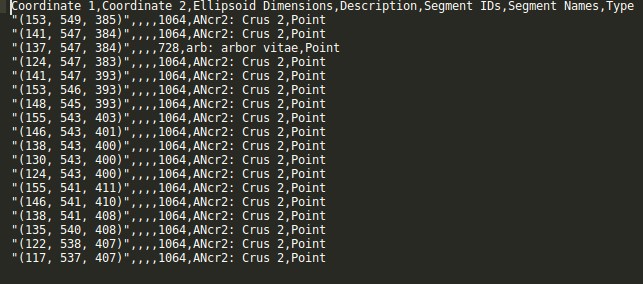 Coordinate 1,Coordinate 2,Ellipsoid Dimensions,Description,Segment IDs,Segment Names,Type
"(153, 549, 385)",,,,1064,ANcr2: Crus 2,Point
"(141, 547, 384)",,,,1064,ANcr2: Crus 2,Point
"(137, 547, 384)",,,,728,arb: arbor vitae,Point
"(124, 547, 383)",,,,1064,ANcr2: Crus 2,Point
"(141, 547, 393)",,,,1064,ANcr2: Crus 2,Point
"(153, 546, 393)",,,,1064,ANcr2: Crus 2,Point
"(148, 545, 393)",,,,1064,ANcr2: Crus 2,Point
"(155, 543, 403)",,,,1064,ANcr2: Crus 2,Point
"(146, 543, 401)",,,,1064,ANcr2: Crus 2,Point
"(138, 543, 400)",,,,1064,ANcr2: Crus 2,Point
"(130, 543, 400)",,,,1064,ANcr2: Crus 2,Point
"(124, 543, 400)",,,,1064,ANcr2: Crus 2,Point
"(155, 541, 411)",,,,1064,ANcr2: Crus 2,Point
"(146, 541, 410)",,,,1064,ANcr2: Crus 2,Point
"(138, 541, 408)",,,,1064,ANcr2: Crus 2,Point
"(135, 540, 408)",,,,1064,ANcr2: Crus 2,Point
"(122, 538, 407)",,,,1064,ANcr2: Crus 2,Point
"(117, 537, 407)",,,,1064,ANcr2: Crus 2,Point